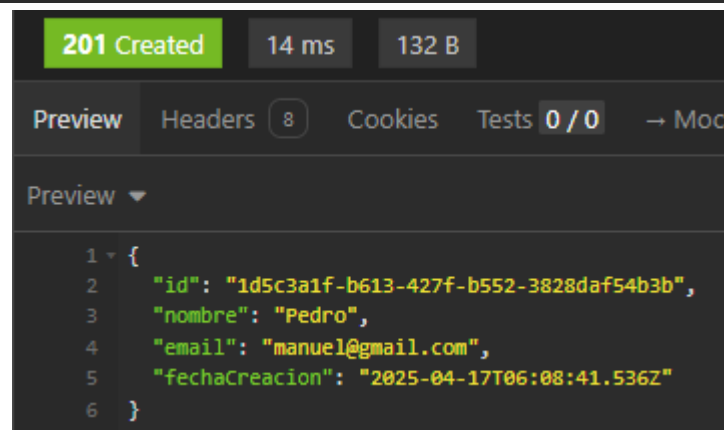 201 Created 14 ms 132 B
Preview Headers 8 Cookies Tests 0 / 0 → Moc
Preview
1 {
2 "id": "1d5c3a1f-b613-427f-b552-3828daf54b3b",
3 "nombre": "Pedro",
4 "email": "manuel@gmail.com",
5 "fechaCreacion": "2025-04-17T06:08:41.536Z"
6 }